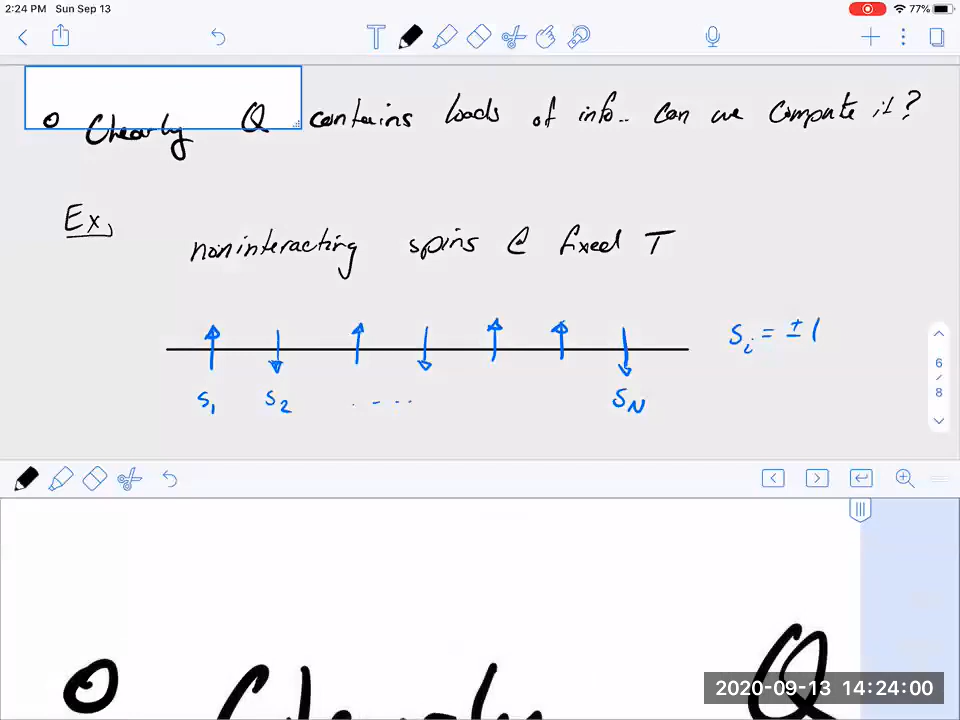 2:24 PM Sun Sep 13
77%
Clearly Q contains loads of info.. Can we compute it?
Ex,
noninteracting spins @ fixed T
S_i = ±1
S_1 S_2 .... S_N
6
/
8
Clearly Q
2020-09-13 14:24:00